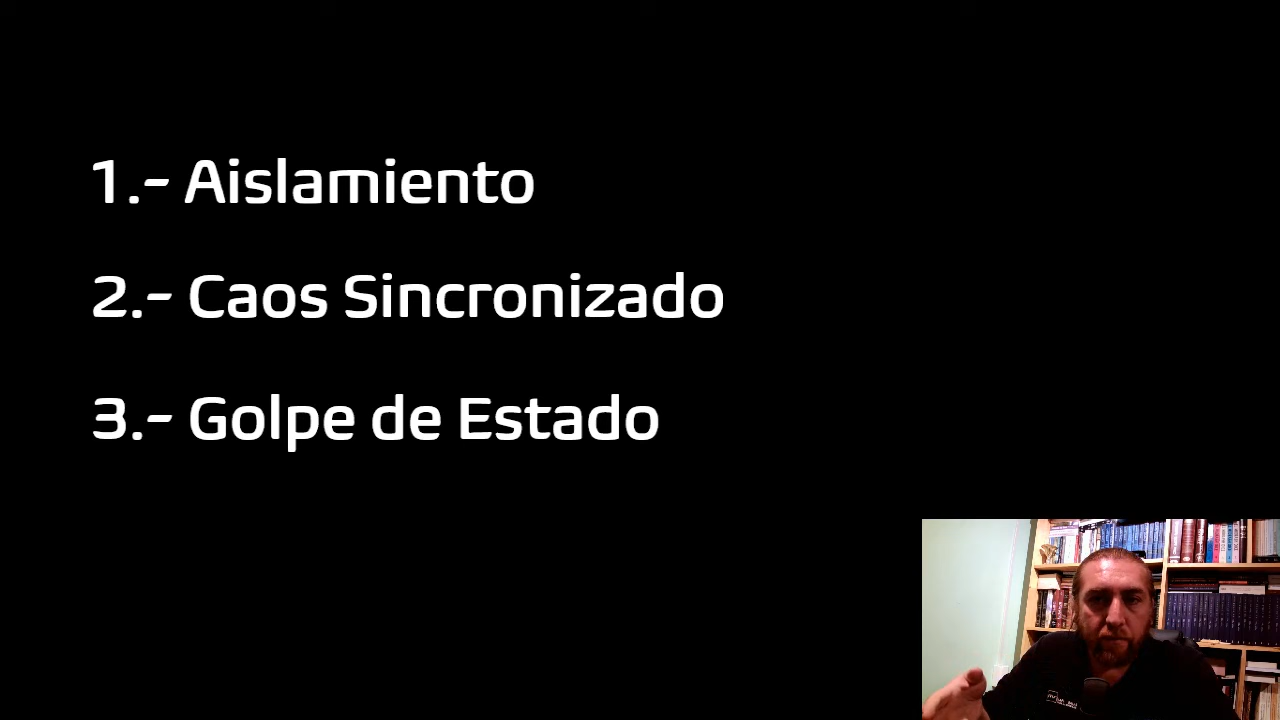 1.- Aislamiento
2.- Caos Sincronizado
3.- Golpe de Estado